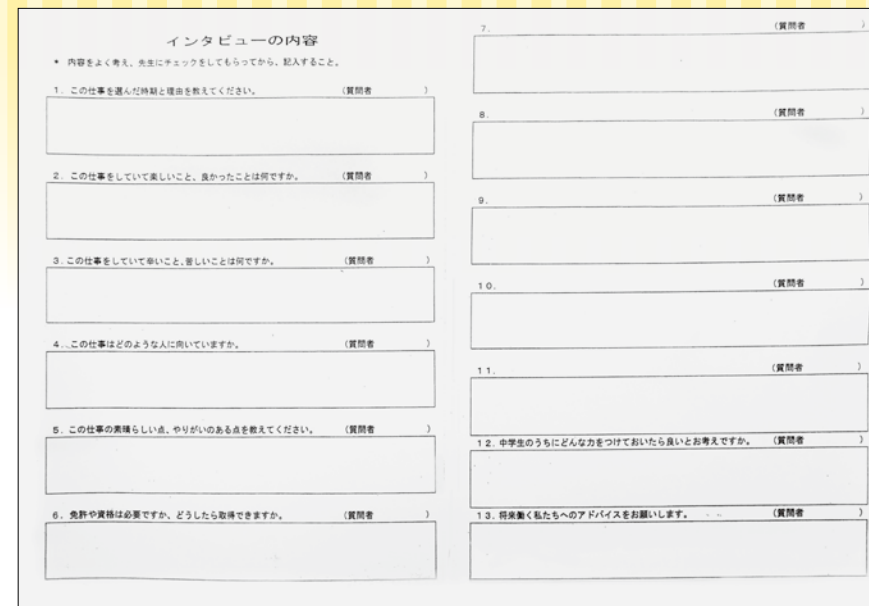 インタビューの内容
* 内容をよく考え、先生にチェックをしてもらってから、記入すること。
1. この仕事を選んだ時期と理由を教えてください。 (質問者 )
2. この仕事をしていて楽しいこと、良かったことは何ですか。 (質問者 )
3.この仕事をしていて辛いこと、苦しいことは何ですか。 (質問者 )
4. この仕事はどのような人に向いていますか。 (質問者 )
5. この仕事の素晴らしい点、やりがいのある点を教えてください。 (質問者 )
6. 免許や資格は必要ですか、どうしたら取得できますか。 (質問者 )
7. (質問者 )
8. (質問者 )
9. (質問者 )
10. (質問者 )
11. (質問者 )
12.中学生のうちにどんな力をつけておいたら良いとお考えですか。 (質問者 )
13.将来働く私たちへのアドバイスをお願いします。 (質問者 )